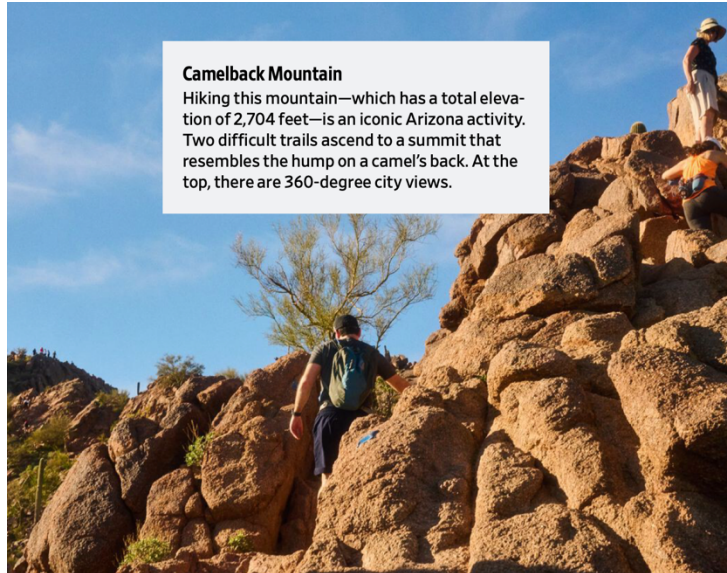 Camelback Mountain
Hiking this mountain—which has a total eleva-
tion of 2,704 feet—is an iconic Arizona activity.
Two difficult trails ascend to a summit that
resembles the hump on a camel's back. At the
top, there are 360-degree city views.